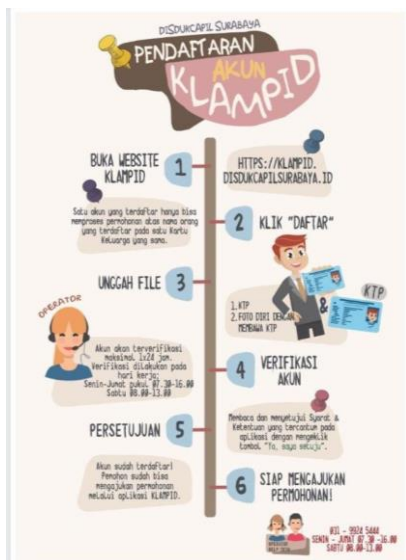 DISDUKCAPIL SURABAYA
PENDAFTARAN
AKUN
KLAMPID
BUKA WEBSITE
KLAMPID
1
HTTPS://KLAMPID.
DISDUKCAPILSURABAYA.ID
Satu akun yang terdaftar hanya bisa
memproses permohonan atas nama orang
yang terdaftar pada satu Kartu
Keluarga yang sama.
2
KLIK "DAFTAR"
UNGGAH FILE
3
1. KTP
2. FOTO DIRI DENGAN
MEMBAWA KTP
&
KTP
OPERATOR
Akun akan terverifikasi
maksimal 1x24 jam.
Verifikasi dilakukan pada
hari kerja:
Senin-Jumat pukul 07.30-16.00
Sabtu 08.00-13.00
4
VERIFIKASI
AKUN
PERSETUJUAN
5
Membaca dan menyetujui Syarat &
Ketentuan yang tercantum pada
aplikasi dengan mengeklik
tombol "Ya, saya setuju".
Akun sudah terdaftar!
Pemohon sudah bisa
mengajukan permohonan
melalui aplikasi KLAMPID.
6
SIAP MENGAJUKAN
PERMOHONAN!
031 - 9924 5444
SENIN - JUMAT 07.30 -16.00
SABTU 08.00-13.00